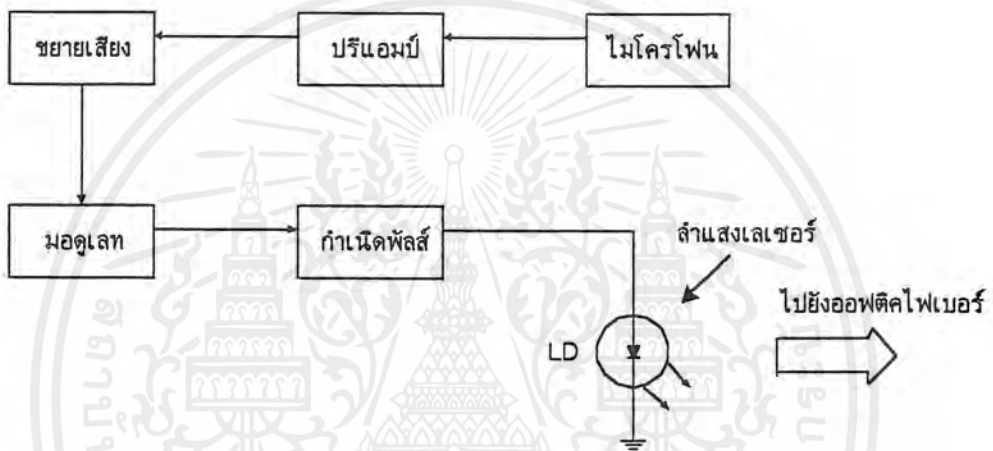 ขยายเสียง
ปรีแอมป์
ไมโครโฟน
มอดูเลท
กำเนิดพัลส์
ลำแสงเลเซอร์
ไปยังออฟติคไฟเบอร์
LD